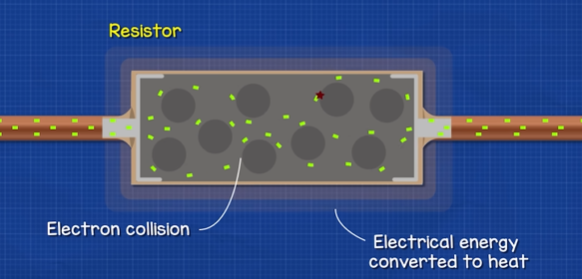 Resistor
Electron collision
Electrical energy
converted to heat